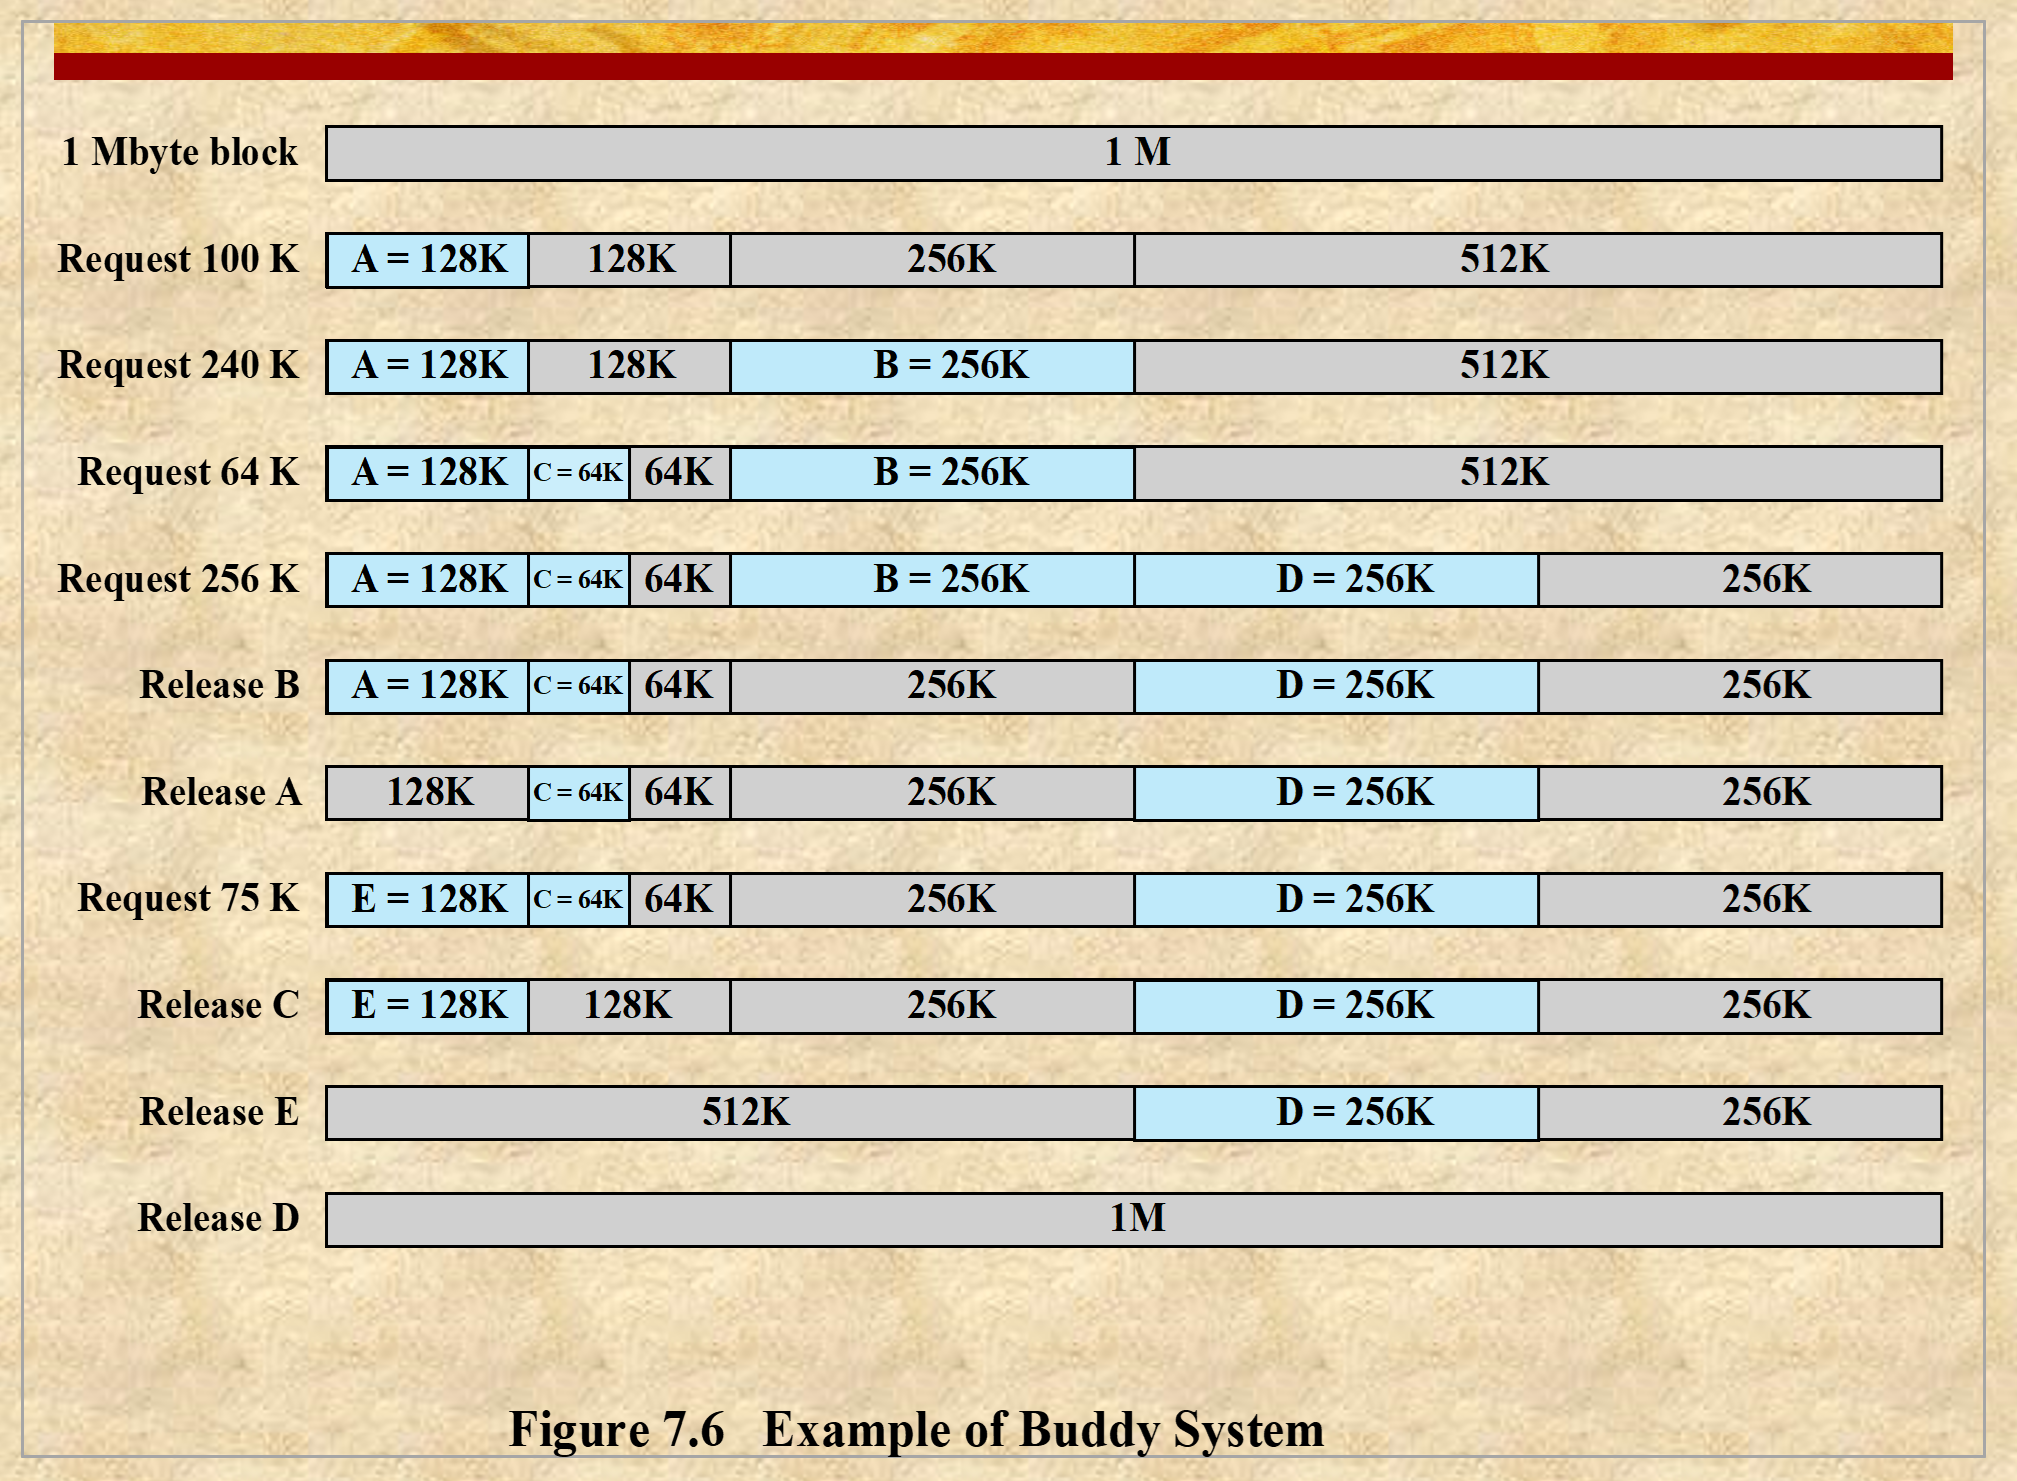 1 Mbyte block 1 M
Request 100 K A = 128K 128K 256K 512K
Request 240 K A = 128K 128K B = 256K 512K
Request 64 K A = 128K C = 64K 64K B = 256K 512K
Request 256 K A = 128K C = 64K 64K B = 256K D = 256K 256K
Release B A = 128K C = 64K 64K 256K D = 256K 256K
Release A 128K C = 64K 64K 256K D = 256K 256K
Request 75 K E = 128K C = 64K 64K 256K D = 256K 256K
Release C E = 128K 128K 256K D = 256K 256K
Release E 512K D = 256K 256K
Release D 1M
Figure 7.6 Example of Buddy System